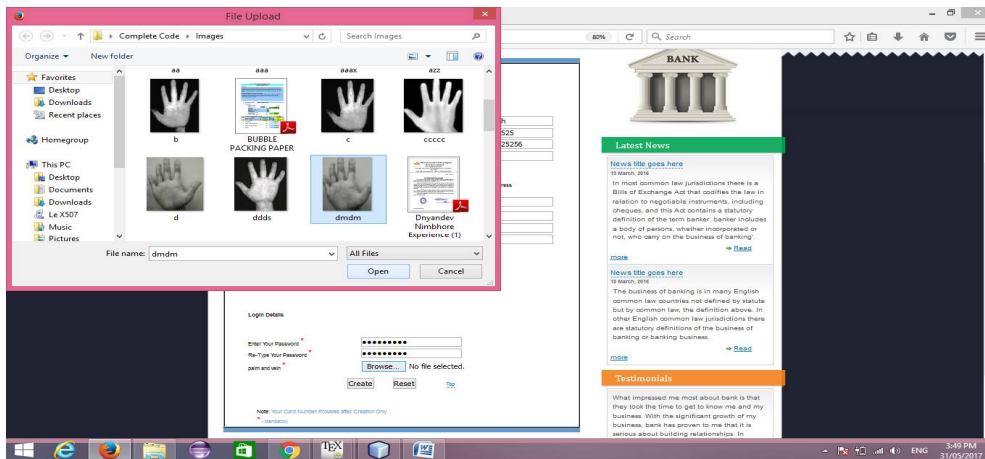 File Upload
Complete Code ▸ Images
Search Images
Organize
New folder
Favorites
Desktop
Downloads
Recent places
Homegroup
This PC
Desktop
Documents
Downloads
Le X507
Music
Pictures
aa
aaa
aaax
azz
b
BUBBLE
PACKING PAPER
c
ccccc
d
ddds
dmdm
Dnyandev
Nimbhore
Experience (1)
File name: dmdm
All Files
Open
Cancel
80%
Search
h
525
25256
ress
Login Details
Enter Your Password *
Re-Type Your Password *
palm and vein *
Browse... No file selected.
Create
Reset
Top
Note: Your Card Number Provides after Creation Only
* - Mandatory
BANK
Latest News
News title goes here
10 March, 2016
In most common law jurisdictions there is a
Bills of Exchange Act that codifies the law in
relation to negotiable instruments, including
cheques, and this Act contains a statutory
definition of the term banker: banker includes
a body of persons, whether incorporated or
not, who carry on the business of banking'.
Read
more
News title goes here
10 March, 2016
The business of banking is in many English
common law countries not defined by statute
but by common law, the definition above. In
other English common law jurisdictions there
are statutory definitions of the business of
banking or banking business.
Read
more
Testimonials
What impressed me most about bank is that
they took the time to get to know me and my
business. With the significant growth of my
business, bank has proven to me that it is
serious about building relationships. In
TEX
ENG
3:49 PM
31/05/2017